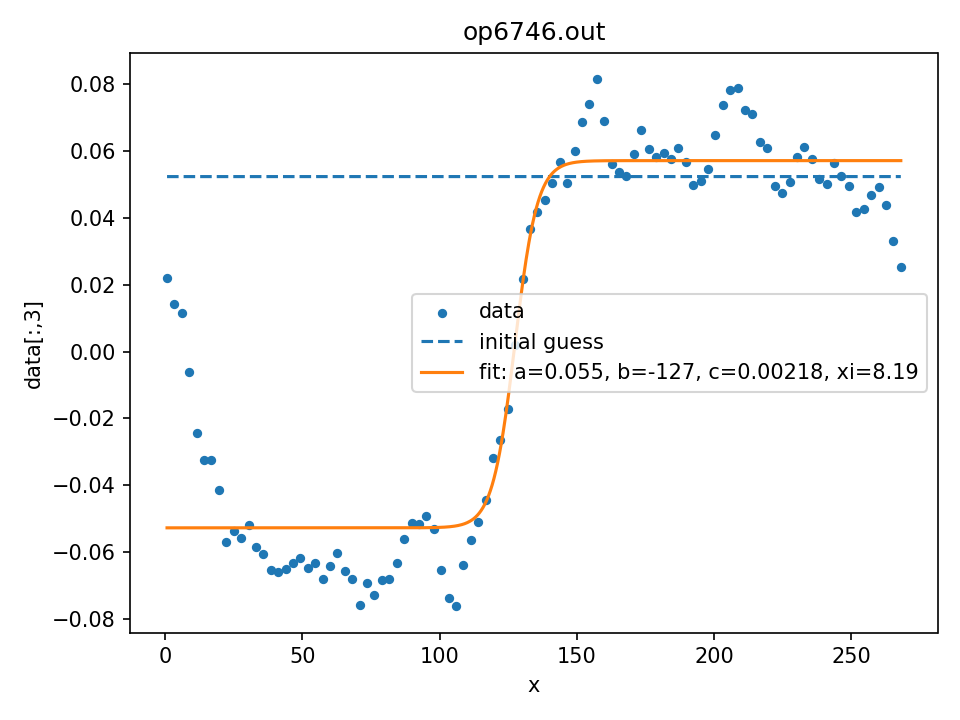 op6746.out
data[:,3]
0.08
0.06
0.04
0.02
0.00
−0.02
−0.04
−0.06
−0.08
data
initial guess
fit: a=0.055, b=-127, c=0.00218, xi=8.19
0 50 100 150 200 250
x